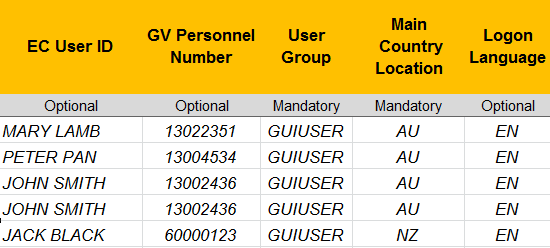 EC User ID GV Personnel Number User Group Main Country Location Logon Language
Optional Optional Mandatory Mandatory Optional
MARY LAMB 13022351 GUIUSER AU EN
PETER PAN 13004534 GUIUSER AU EN
JOHN SMITH 13002436 GUIUSER AU EN
JOHN SMITH 13002436 GUIUSER AU EN
JACK BLACK 60000123 GUIUSER NZ EN